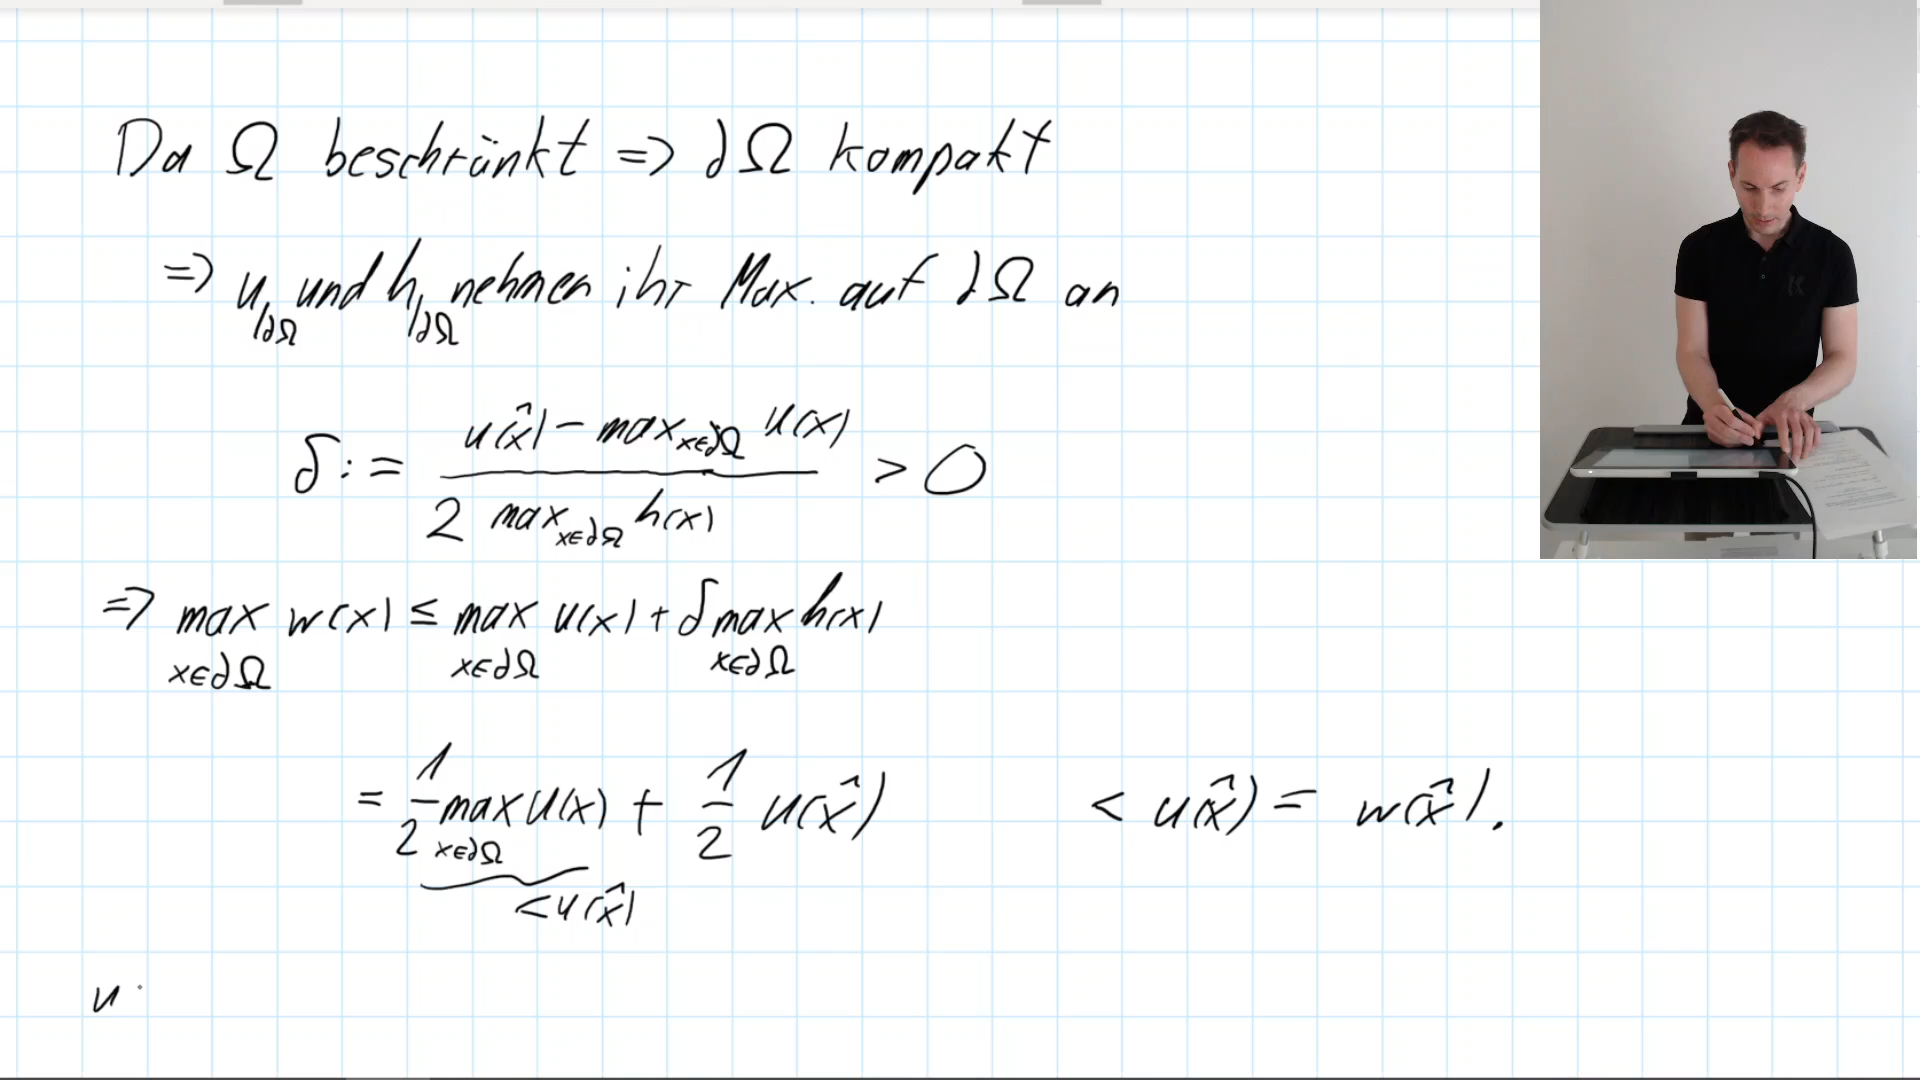 Da Ω beschränkt => ∂Ω kompakt
=> u|∂Ω und h|∂Ω nehmen ihr Max. auf ∂Ω an
δ := (u(x̂) - max_{x∈∂Ω} u(x)) / (2 max_{x∈∂Ω} h(x)) > 0
=> max_{x∈∂Ω} w(x) ≤ max_{x∈∂Ω} u(x) + δ max_{x∈∂Ω} h(x)
= 1/2 max_{x∈∂Ω} u(x) + 1/2 u(x̂) < u(x̂) = w(x̂).
< u(x̂)